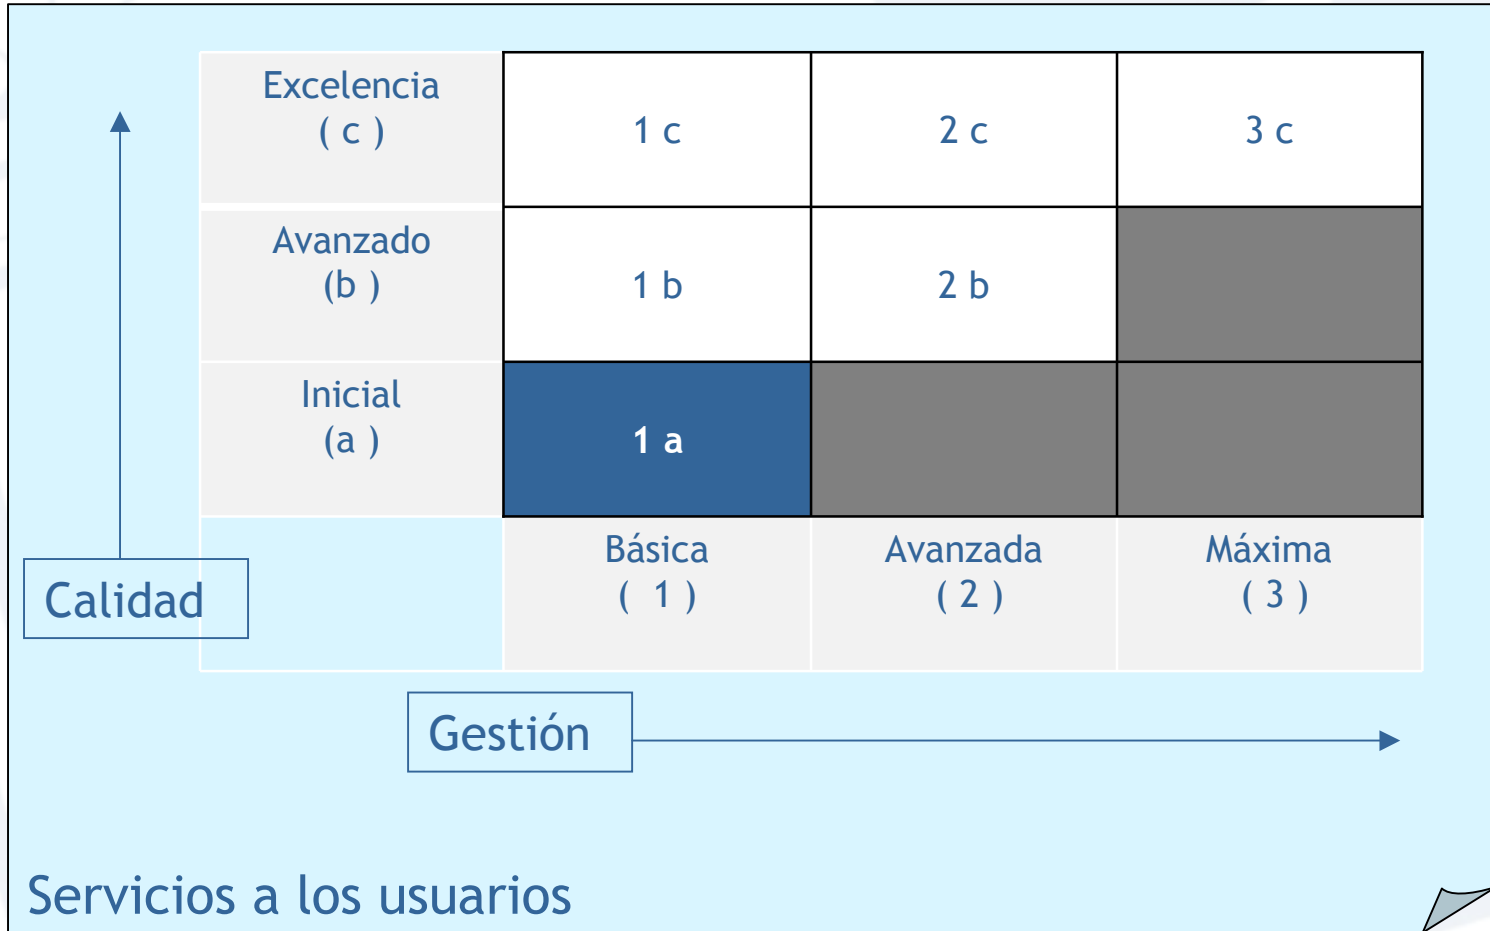 Excelencia
( c )
1 c
2 c
3 c
Avanzado
(b )
1 b
2 b
Inicial
(a )
1 a
Básica
( 1 )
Avanzada
( 2 )
Máxima
( 3 )
Calidad
Gestión
Servicios a los usuarios